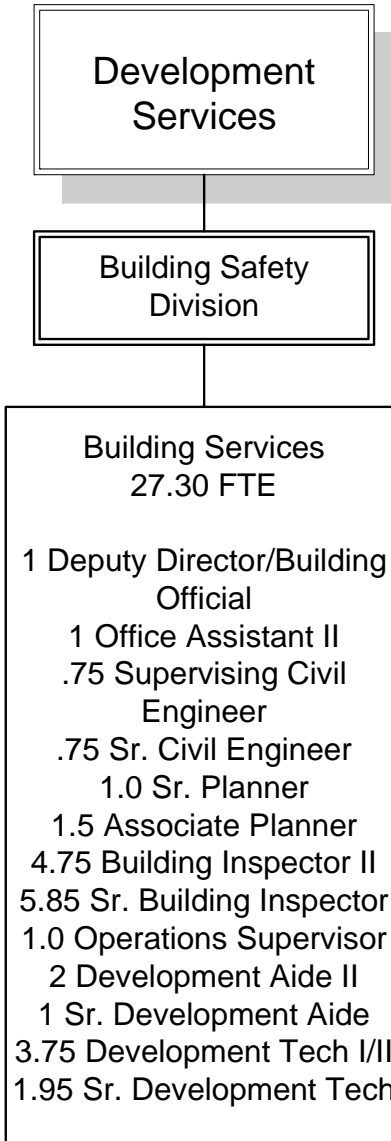 Development
Services
Building Safety
Division
Building Services
27.30 FTE
1 Deputy Director/Building
Official
1 Office Assistant II
.75 Supervising Civil
Engineer
.75 Sr. Civil Engineer
1.0 Sr. Planner
1.5 Associate Planner
4.75 Building Inspector II
5.85 Sr. Building Inspector
1.0 Operations Supervisor
2 Development Aide II
1 Sr. Development Aide
3.75 Development Tech I/II
1.95 Sr. Development Tech